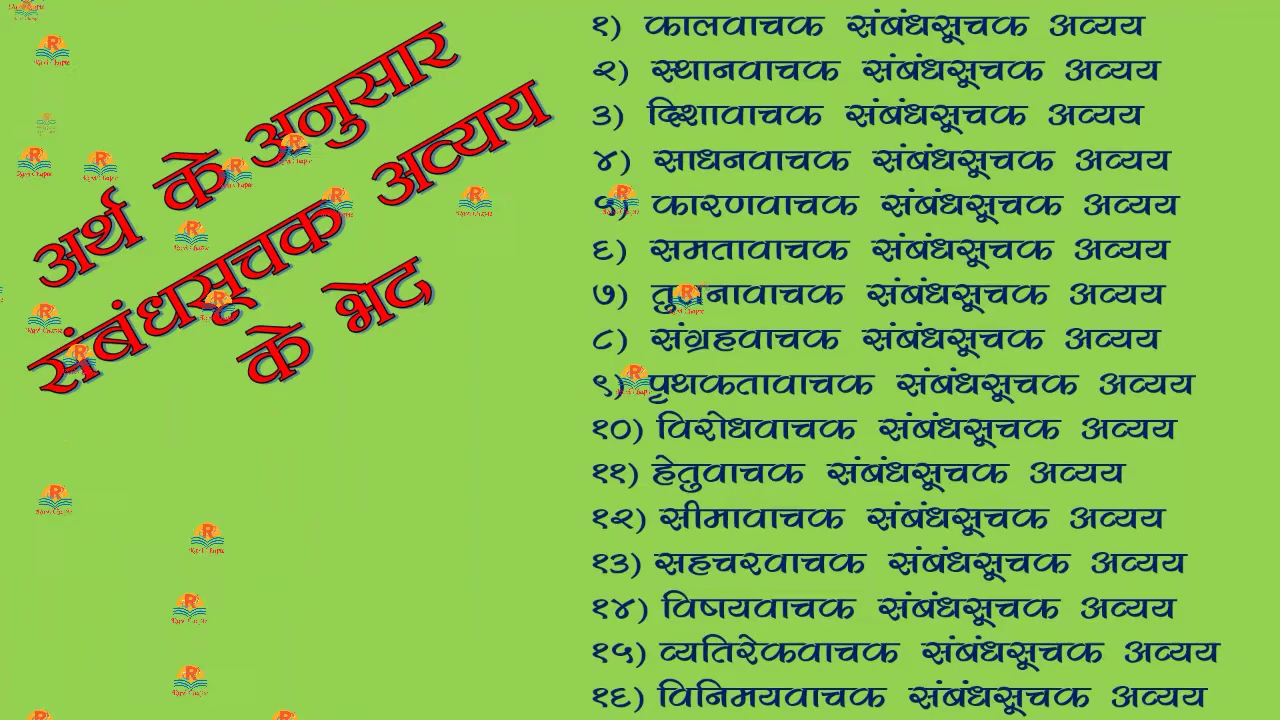 अर्थ के अनुसार
संबंधसूचक अव्यय
के भेद
१) कालवाचक संबंधसूचक अव्यय
२) स्थानवाचक संबंधसूचक अव्यय
३) दिशावाचक संबंधसूचक अव्यय
४) साधनवाचक संबंधसूचक अव्यय
५) कारणवाचक संबंधसूचक अव्यय
६) समतावाचक संबंधसूचक अव्यय
७) तुलनावाचक संबंधसूचक अव्यय
८) संग्रहवाचक संबंधसूचक अव्यय
९) पृथकतावाचक संबंधसूचक अव्यय
१०) विरोधवाचक संबंधसूचक अव्यय
११) हेतुवाचक संबंधसूचक अव्यय
१२) सीमावाचक संबंधसूचक अव्यय
१३) सहचरवाचक संबंधसूचक अव्यय
१४) विषयवाचक संबंधसूचक अव्यय
१५) व्यतिरेकवाचक संबंधसूचक अव्यय
१६) विनिमयवाचक संबंधसूचक अव्यय